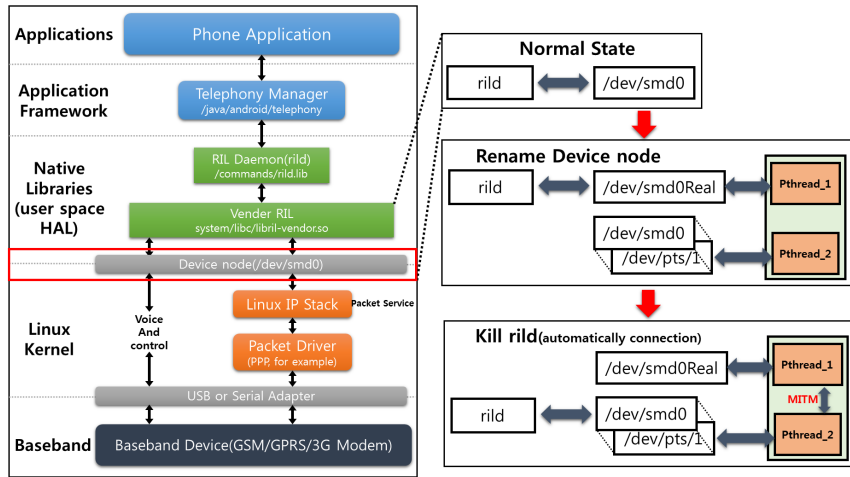 Applications
Phone Application
Application
Framework
Telephony Manager
/java/android/telephony
Native
Libraries
(user space
HAL)
RIL Daemon(rild)
/commands/rild.lib
Vender RIL
system/libc/libril-vendor.so
Device node(/dev/smd0)
Linux
Kernel
Voice
And
control
Linux IP Stack
Packet Service
Packet Driver
(PPP, for example)
USB or Serial Adapter
Baseband
Baseband Device(GSM/GPRS/3G Modem)
Normal State
rild
/dev/smd0
Rename Device node
rild
/dev/smd0Real
Pthread_1
/dev/smd0
/dev/pts/1
Pthread_2
Kill rild(automatically connection)
/dev/smd0Real
Pthread_1
MITM
rild
/dev/smd0
/dev/pts/1
Pthread_2